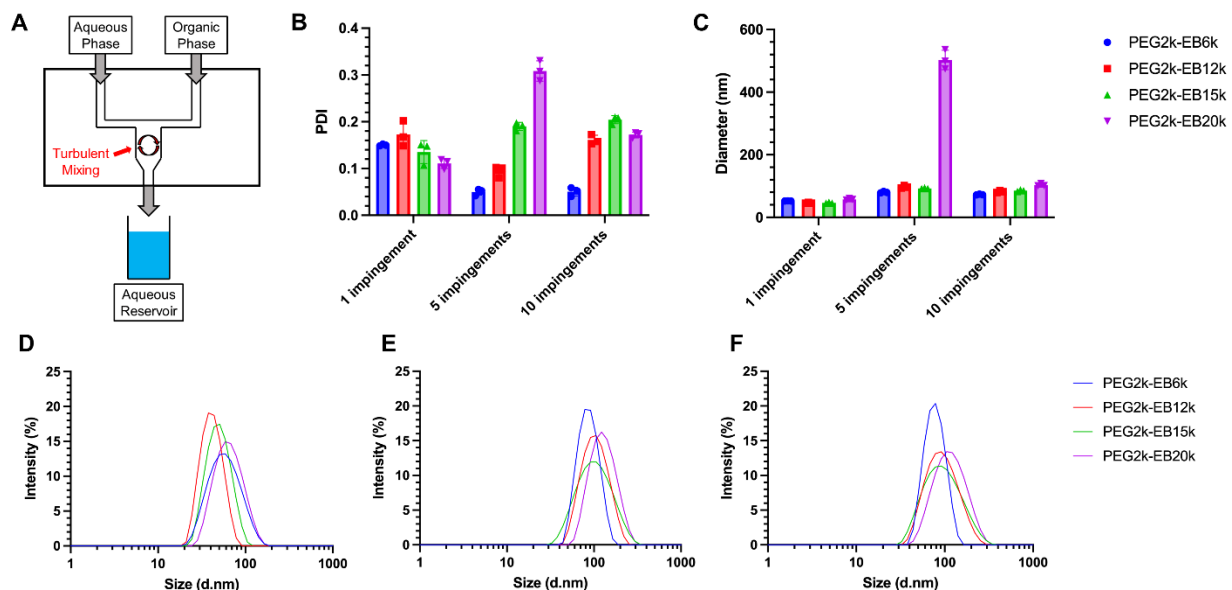 A
Aqueous
Phase
Organic
Phase
Turbulent
Mixing
Aqueous
Reservoir
B
PDI
0.4
0.3
0.2
0.1
0.0
1 impingement
5 impingements
10 impingements
C
Diameter (nm)
600
400
200
0
1 impingement
5 impingements
10 impingements
PEG2k-EB6k
PEG2k-EB12k
PEG2k-EB15k
PEG2k-EB20k
D
Intensity (%)
25
20
15
10
5
0
1 10 100 1000
Size (d.nm)
E
Intensity (%)
25
20
15
10
5
0
1 10 100 1000
Size (d.nm)
F
Intensity (%)
25
20
15
10
5
0
1 10 100 1000
Size (d.nm)
PEG2k-EB6k
PEG2k-EB12k
PEG2k-EB15k
PEG2k-EB20k